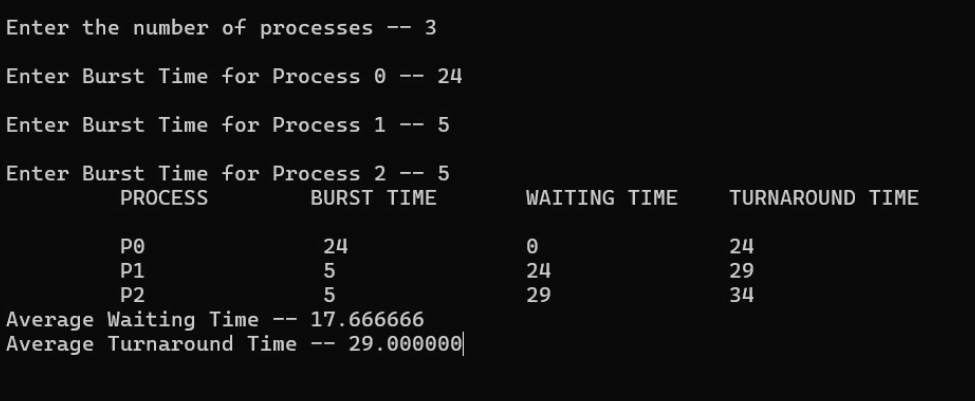 Enter the number of processes -- 3
Enter Burst Time for Process 0 -- 24
Enter Burst Time for Process 1 -- 5
Enter Burst Time for Process 2 -- 5
PROCESS BURST TIME WAITING TIME TURNAROUND TIME
P0 24 0 24
P1 5 24 29
P2 5 29 34
Average Waiting Time -- 17.666666
Average Turnaround Time -- 29.000000